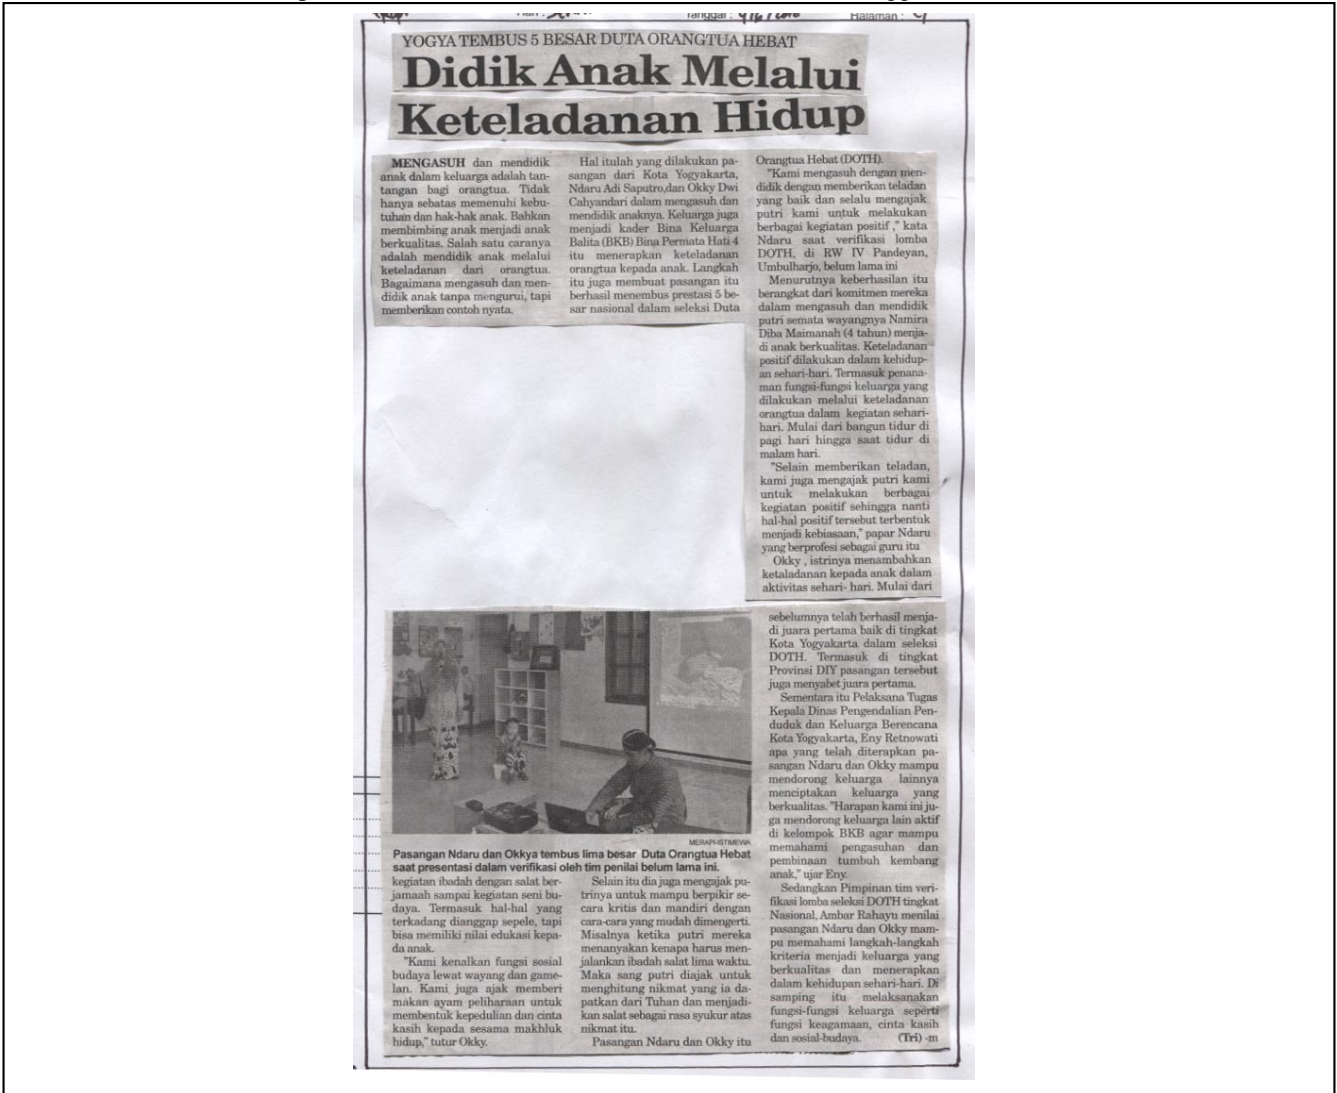 Tanggal :
Halaman :
YOGYA TEMBUS 5 BESAR DUTA ORANGTUA HEBAT
Didik Anak Melalui
Keteladanan Hidup
MENGASUH dan mendidik
anak dalam keluarga adalah tan-
tangan bagi orangtua. Tidak
hanya sebatas memenuhi kebu-
tuhan dan hak-hak anak. Bahkan
membimbing anak menjadi anak
berkualitas. Salah satu caranya
adalah mendidik anak melalui
keteladanan dari orangtua.
Bagaimana mengasuh dan men-
didik anak tanpa mengurui, tapi
memberikan contoh nyata.
Hal itulah yang dilakukan pa-
sangan dari Kota Yogyakarta,
Ndaru Adi Saputro,dan Okky Dwi
Cahyandari dalam mengasuh dan
mendidik anaknya. Keluarga juga
menjadi kader Bina Keluarga
Balita (BKB) Bina Permata Hati 4
itu menerapkan keteladanan
orangtua kepada anak. Langkah
itu juga membuat pasangan itu
berhasil menembus prestasi 5 be-
sar nasional dalam seleksi Duta
Orangtua Hebat (DOTH).
"Kami mengasuh dengan men-
didik dengan memberikan teladan
yang baik dan selalu mengajak
putri kami untuk melakukan
berbagai kegiatan positif ," kata
Ndaru saat verifikasi lomba
DOTH, di RW IV Pandeyan,
Umbulharjo, belum lama ini
Menurutnya keberhasilan itu
berangkat dari komitmen mereka
dalam mengasuh dan mendidik
putri semata wayangnya Namira
Diba Maimanah (4 tahun) menja-
di anak berkualitas. Keteladanan
positif dilakukan dalam kehidup-
an sehari-hari. Termasuk penana-
man fungsi-fungsi keluarga yang
dilakukan melalui keteladanan
orangtua dalam kegiatan sehari-
hari. Mulai dari bangun tidur di
pagi hari hingga saat tidur di
malam hari.
"Selain memberikan teladan,
kami juga mengajak putri kami
untuk melakukan berbagai
kegiatan positif sehingga nanti
hal-hal positif tersebut terbentuk
menjadi kebiasaan," papar Ndaru
yang berprofesi sebagai guru itu
Okky , istrinya menambahkan
ketaladanan kepada anak dalam
aktivitas sehari- hari. Mulai dari
MERAPI-ISTIMEWA
Pasangan Ndaru dan Okkya tembus lima besar Duta Orangtua Hebat
saat presentasi dalam verifikasi oleh tim penilai belum lama ini.
kegiatan ibadah dengan salat ber-
jamaah sampai kegiatan seni bu-
daya. Termasuk hal-hal yang
terkadang dianggap sepele, tapi
bisa memiliki nilai edukasi kepa-
da anak.
"Kami kenalkan fungsi sosial
budaya lewat wayang dan game-
lan. Kami juga ajak memberi
makan ayam peliharaan untuk
membentuk kepedulian dan cinta
kasih kepada sesama makhluk
hidup," tutur Okky.
Selain itu dia juga mengajak pu-
trinya untuk mampu berpikir se-
cara kritis dan mandiri dengan
cara-cara yang mudah dimengerti.
Misalnya ketika putri mereka
menanyakan kenapa harus men-
jalankan ibadah salat lima waktu.
Maka sang putri diajak untuk
menghitung nikmat yang ia da-
patkan dari Tuhan dan menjadi-
kan salat sebagai rasa syukur atas
nikmat itu.
Pasangan Ndaru dan Okky itu
sebelumnya telah berhasil menja-
di juara pertama baik di tingkat
Kota Yogyakarta dalam seleksi
DOTH. Termasuk di tingkat
Provinsi DIY pasangan tersebut
juga menyabet juara pertama.
Sementara itu Pelaksana Tugas
Kepala Dinas Pengendalian Pen-
duduk dan Keluarga Berencana
Kota Yogyakarta, Eny Retnowati
apa yang telah diterapkan pa-
sangan Ndaru dan Okky mampu
mendorong keluarga lainnya
menciptakan keluarga yang
berkualitas. "Harapan kami ini ju-
ga mendorong keluarga lain aktif
di kelompok BKB agar mampu
memahami pengasuhan dan
pembinaan tumbuh kembang
anak," ujar Eny.
Sedangkan Pimpinan tim veri-
fikasi lomba seleksi DOTH tingkat
Nasional, Ambar Rahayu menilai
pasangan Ndaru dan Okky mam-
pu memahami langkah-langkah
kriteria menjadi keluarga yang
berkualitas dan menerapkan
dalam kehidupan sehari-hari. Di
samping itu melaksanakan
fungsi-fungsi keluarga seperti
fungsi keagamaan, cinta kasih
dan sosial-budaya. (Tri) -m